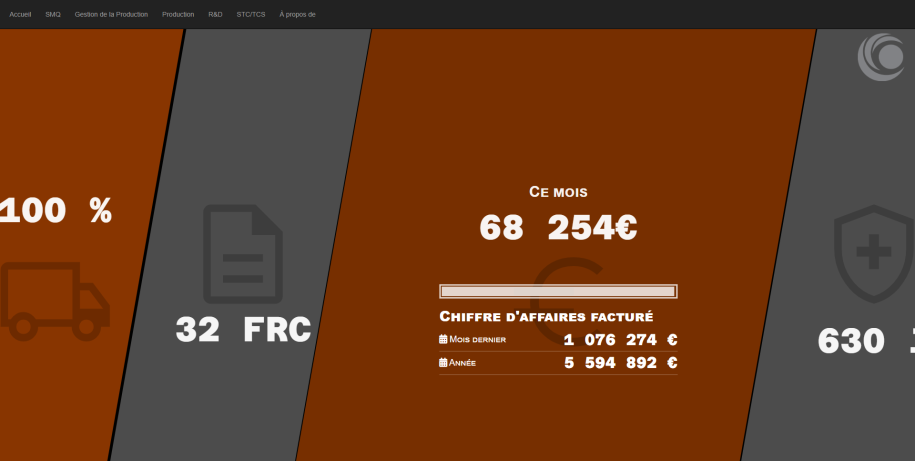 Accueil SMQ Gestion de la Production Production R&D STC/TCS À propos de
100 %
32 FRC
Ce mois
68 254€
Chiffre d'affaires facturé
Mois dernier 1 076 274 €
Année 5 594 892 €
630